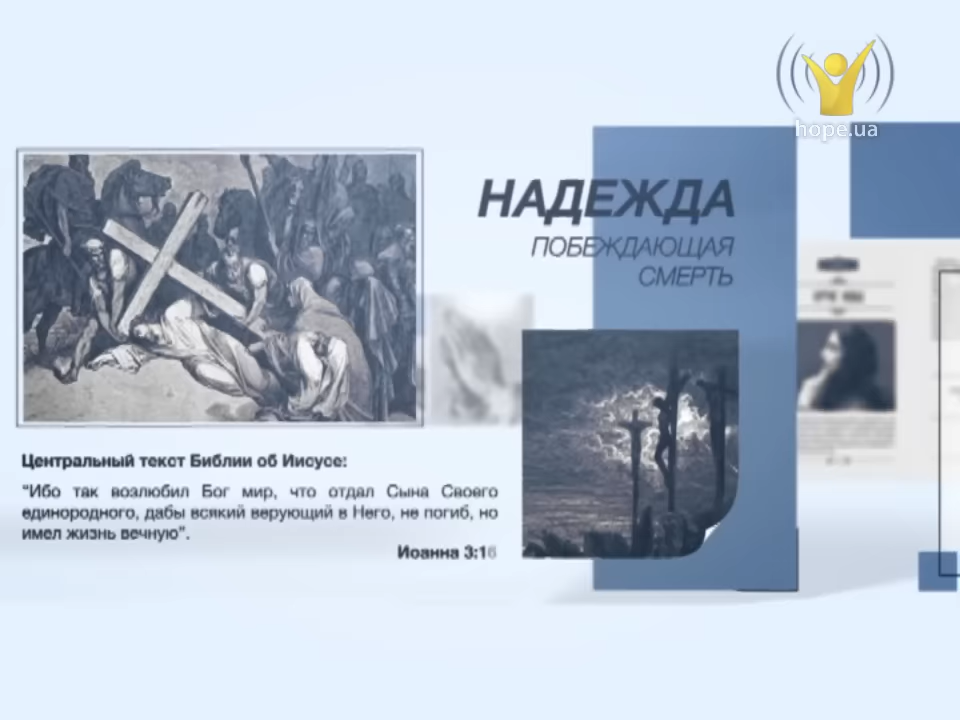 hope.ua
НАДЕЖДА
ПОБЕЖДАЮЩАЯ
СМЕРТЬ
Центральный текст Библии об Иисусе:
"Ибо так возлюбил Бог мир, что отдал Сына Своего
единородного, дабы всякий верующий в Него, не погиб, но
имел жизнь вечную".
Иоанна 3:16